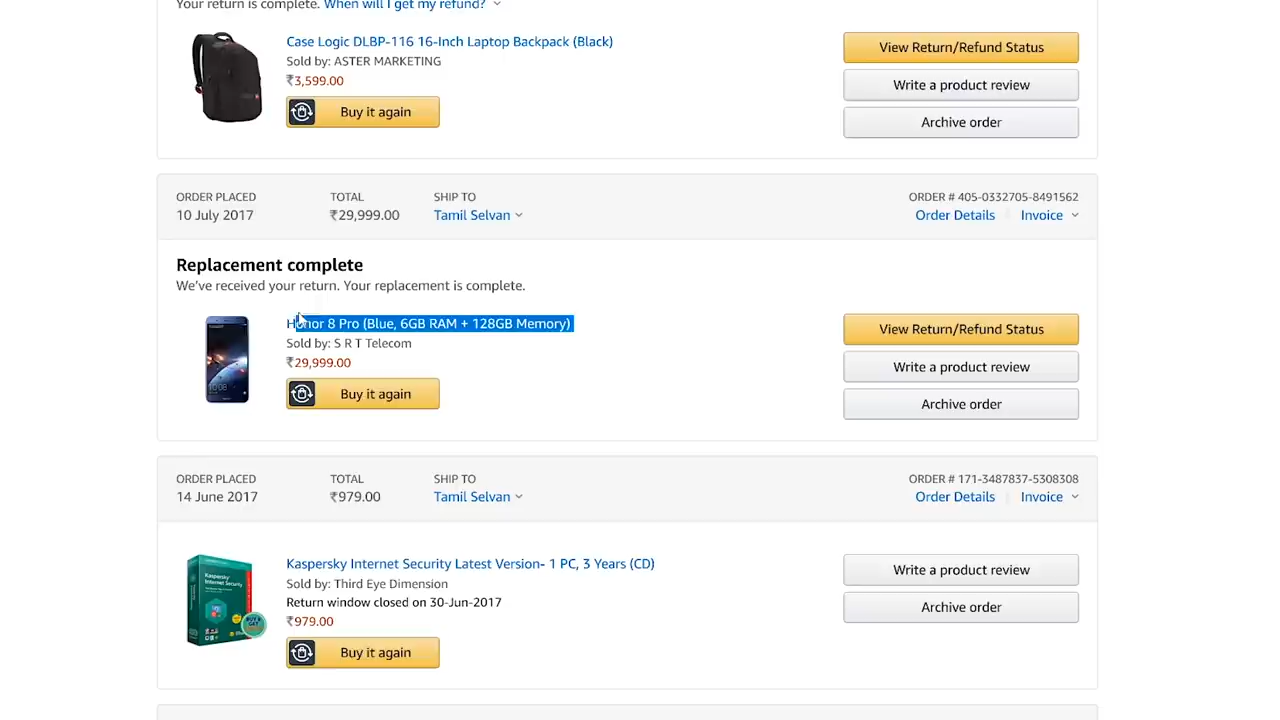 Your return is complete. When will I get my refund?
Case Logic DLBP-116 16-Inch Laptop Backpack (Black)
Sold by: ASTER MARKETING
₹3,599.00
Buy it again
View Return/Refund Status
Write a product review
Archive order
ORDER PLACED
10 July 2017
TOTAL
₹29,999.00
SHIP TO
Tamil Selvan
ORDER # 405-0332705-8491562
Order Details
Invoice
Replacement complete
We've received your return. Your replacement is complete.
Honor 8 Pro (Blue, 6GB RAM + 128GB Memory)
Sold by: S R T Telecom
₹29,999.00
Buy it again
View Return/Refund Status
Write a product review
Archive order
ORDER PLACED
14 June 2017
TOTAL
₹979.00
SHIP TO
Tamil Selvan
ORDER # 171-3487837-5308308
Order Details
Invoice
Kaspersky Internet Security Latest Version- 1 PC, 3 Years (CD)
Sold by: Third Eye Dimension
Return window closed on 30-Jun-2017
₹979.00
Buy it again
Write a product review
Archive order
Kaspersky
Internet Security